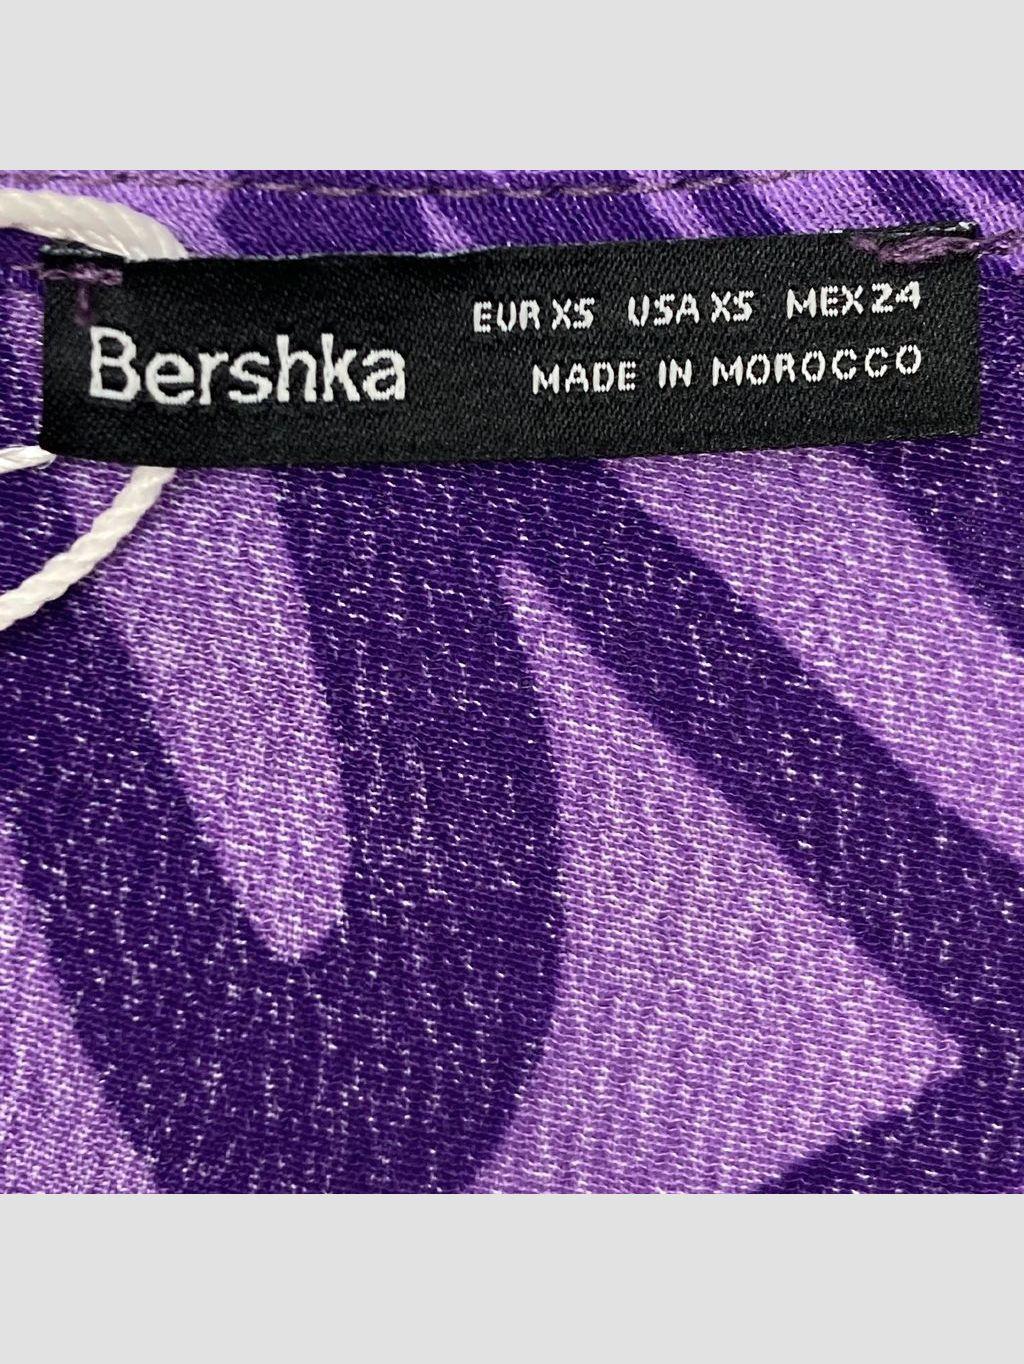 Bershka
EUR XS USA XS MEX 24
MADE IN MOROCCO